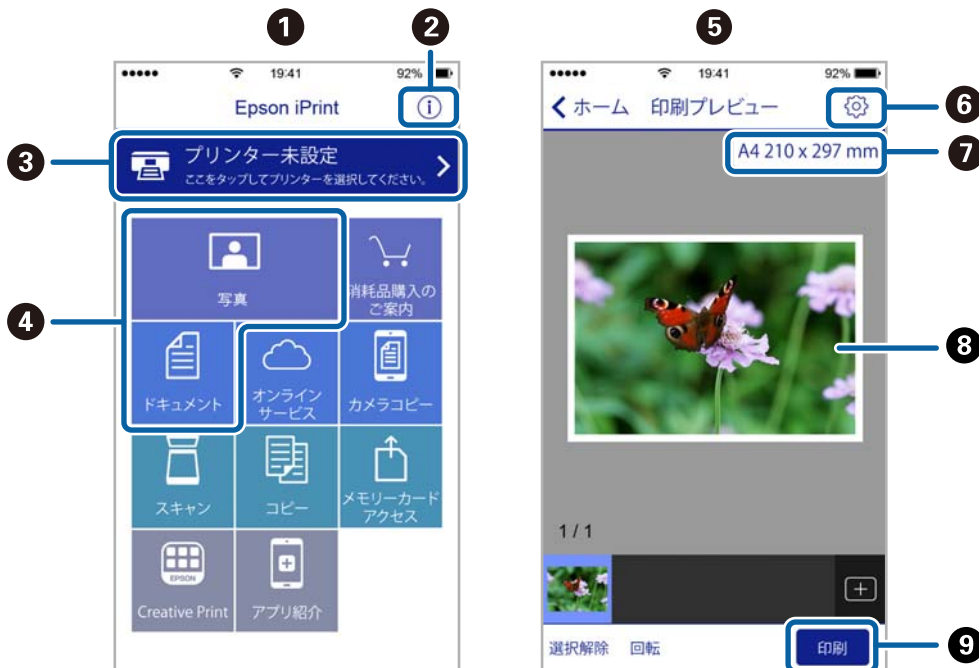 1
2
5
19:41
92%
19:41
92%
Epson iPrint
i
ホーム
印刷プレビュー
6
3
プリンター未設定
ここをタップしてプリンターを選択してください。
A4 210 x 297 mm
7
4
写真
消耗品購入の
ご案内
8
ドキュメント
オンライン
サービス
カメラコピー
スキャン
コピー
メモリーカード
アクセス
1 / 1
EPSON
Creative Print
アプリ紹介
選択解除
回転
印刷
9